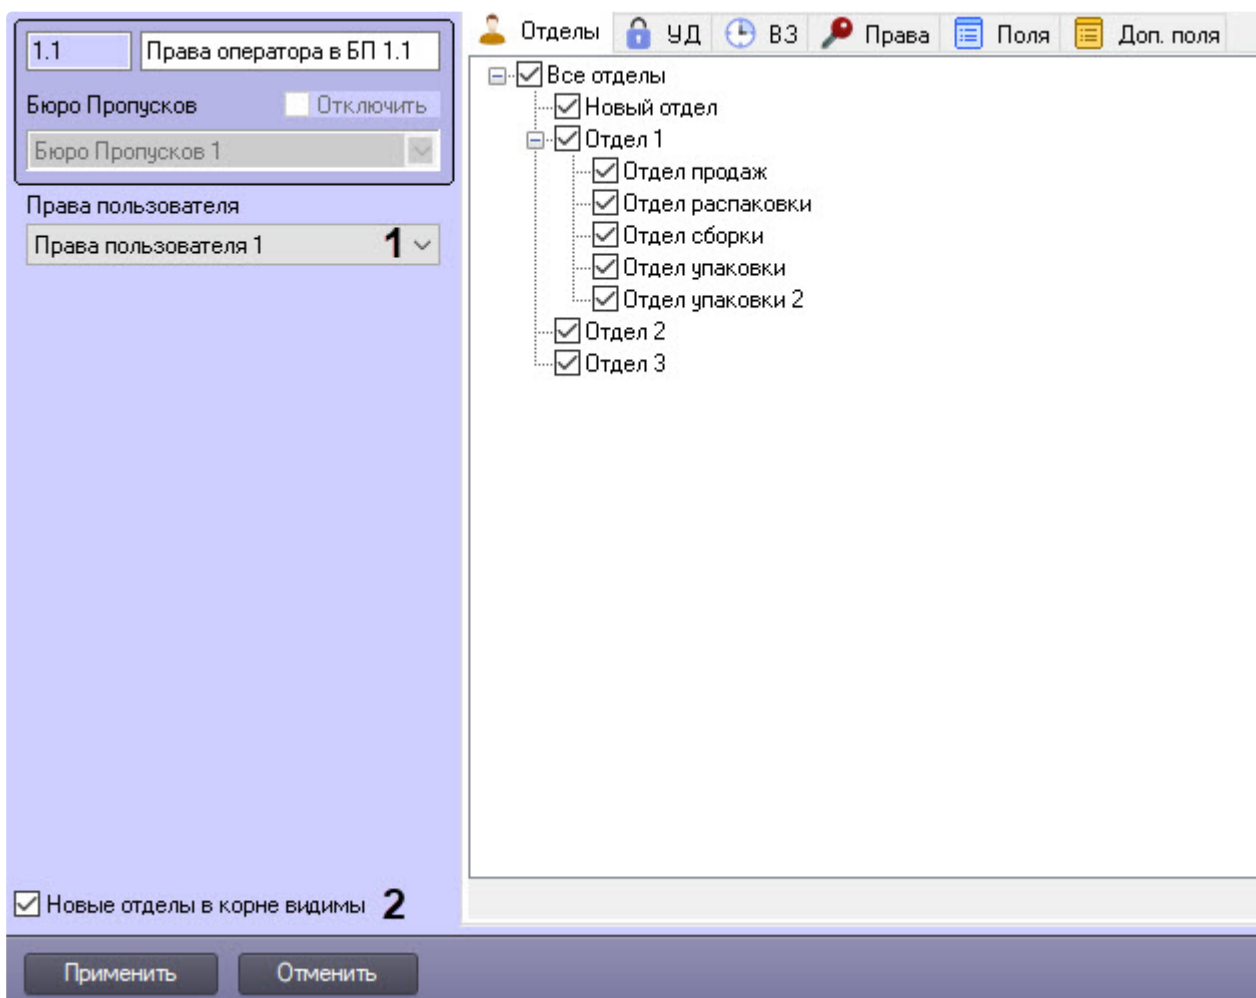 1.1 Права оператора в БП 1.1
Бюро Пропусков Отключить
Бюро Пропусков 1
Права пользователя
Права пользователя 1 1
Новые отделы в корне видимы 2
Отделы УД ВЗ Права Поля Доп. поля
Все отделы
Новый отдел
Отдел 1
Отдел продаж
Отдел распаковки
Отдел сборки
Отдел упаковки
Отдел упаковки 2
Отдел 2
Отдел 3
Применить Отменить